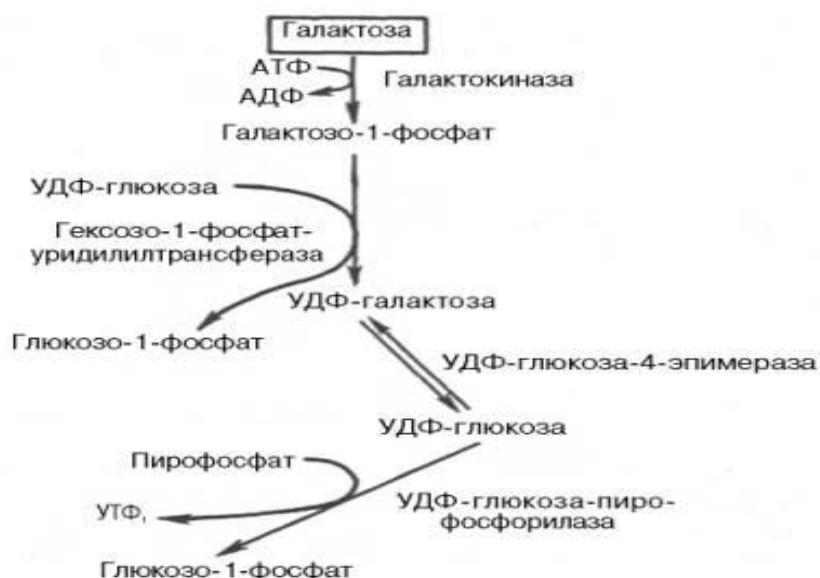 Галактоза
АТФ
Галактокиназа
АДФ
Галактозо-1-фосфат
УДФ-глюкоза
Гексозо-1-фосфат-
уридилилтрансфераза
УДФ-галактоза
Глюкозо-1-фосфат
УДФ-глюкоза-4-эпимераза
УДФ-глюкоза
Пирофосфат
УДФ-глюкоза-пиро-
фосфорилаза
УТФ,
Глюкозо-1-фосфат